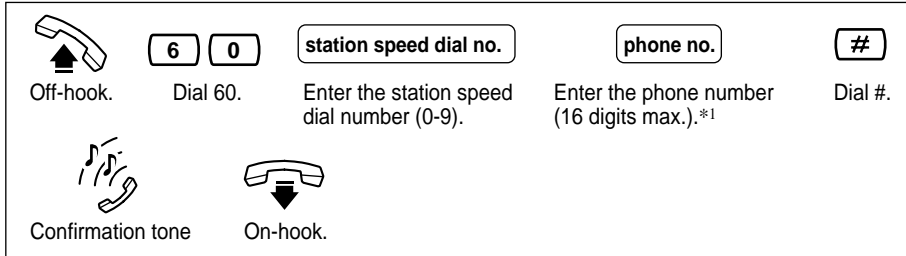 6 0 station speed dial no. phone no. #
Off-hook. Dial 60. Enter the station speed Enter the phone number Dial #.
dial number (0-9). (16 digits max.).*1
Confirmation tone On-hook.